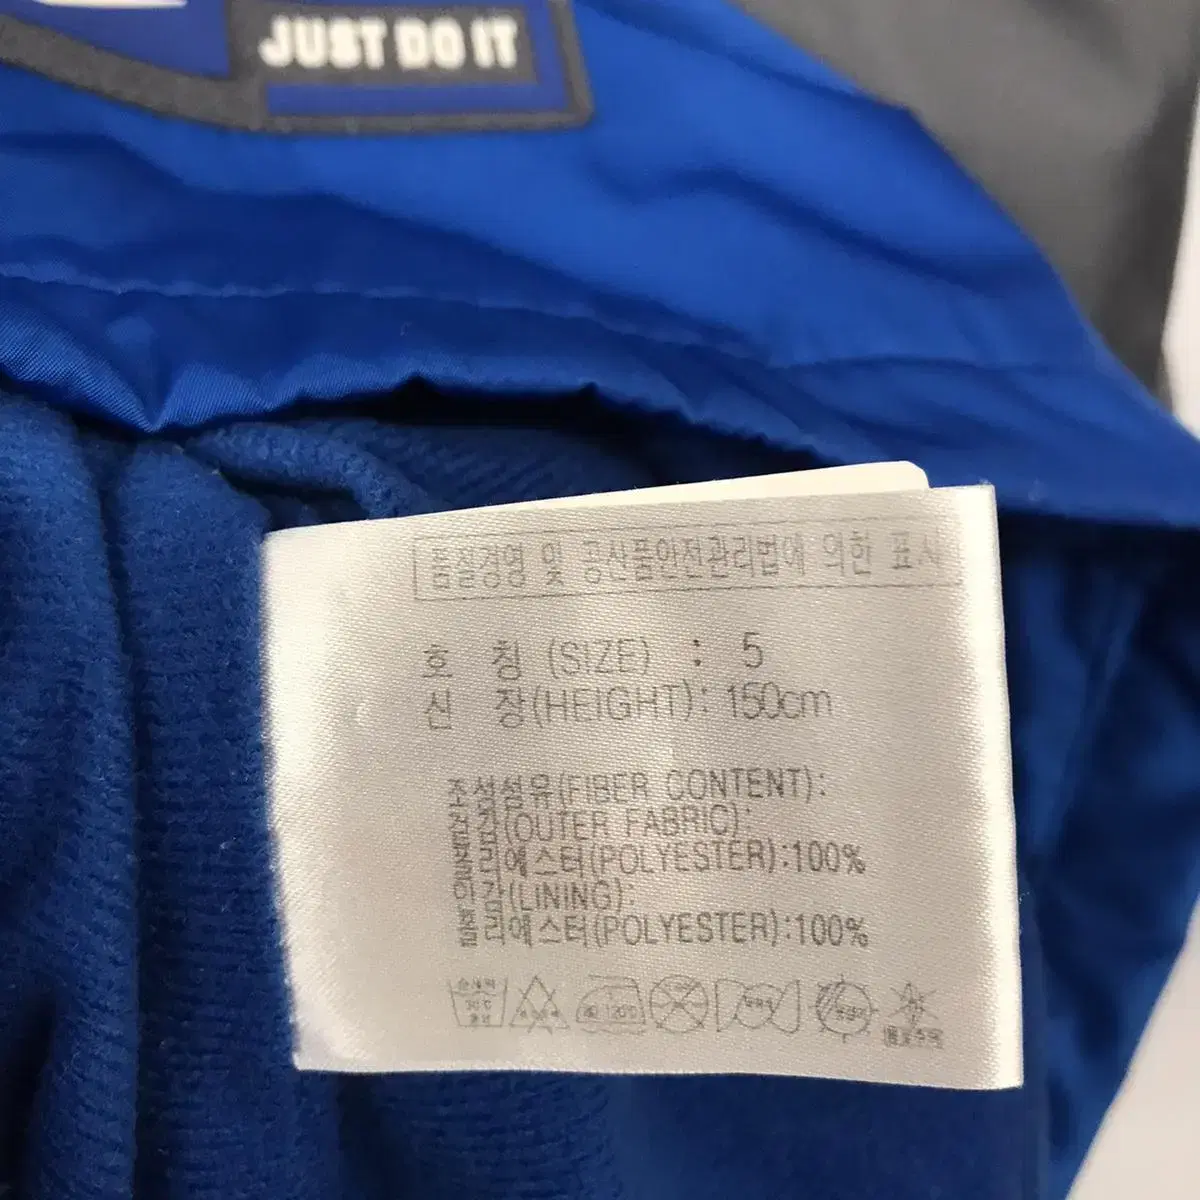 JUST DO IT
품질경영 및 공산품안전관리법에 의한 표시
호 칭 (SIZE) : 5
신 장(HEIGHT): 150cm
조성섬유(FIBER CONTENT):
(OUTER FABRIC):
폴리에스터(POLYESTER):100%
안감(LINING):
폴리에스터(POLYESTER):100%
120℃